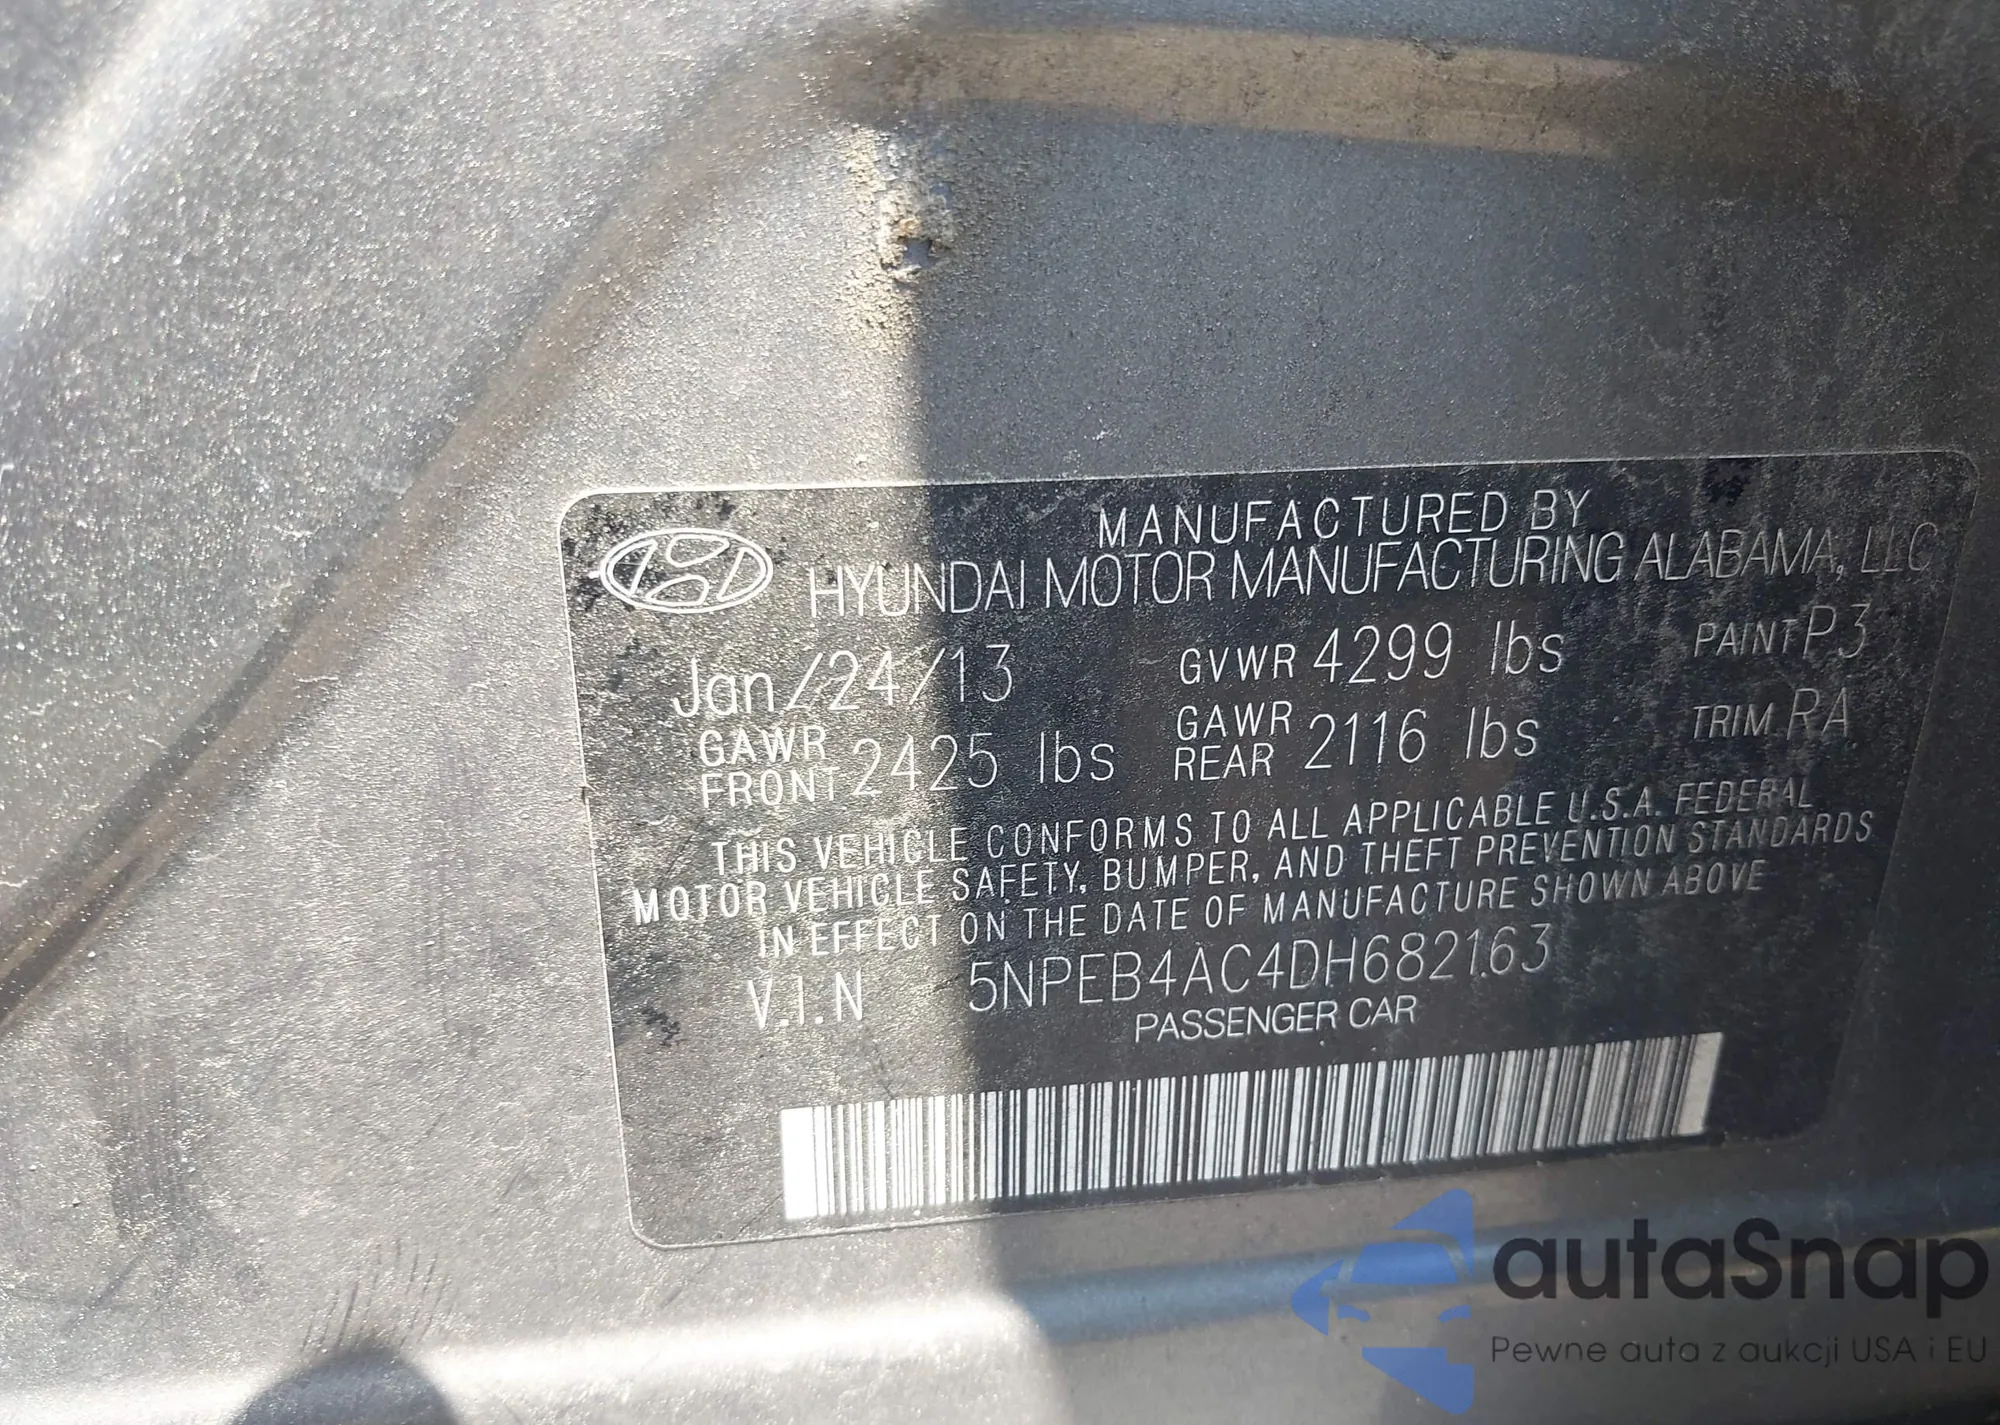 MANUFACTURED BY
HYUNDAI MOTOR MANUFACTURING ALABAMA, LLC
Jan/24/13 GVWR 4299 lbs PAINT P3
GAWR FRONT 2425 lbs GAWR REAR 2116 lbs TRIM RA
THIS VEHICLE CONFORMS TO ALL APPLICABLE U.S.A. FEDERAL
MOTOR VEHICLE SAFETY, BUMPER, AND THEFT PREVENTION STANDARDS
IN EFFECT ON THE DATE OF MANUFACTURE SHOWN ABOVE
V.I.N 5NPEB4AC4DH682163
PASSENGER CAR
autaSnap
Pewne auta z aukcji USA i EU